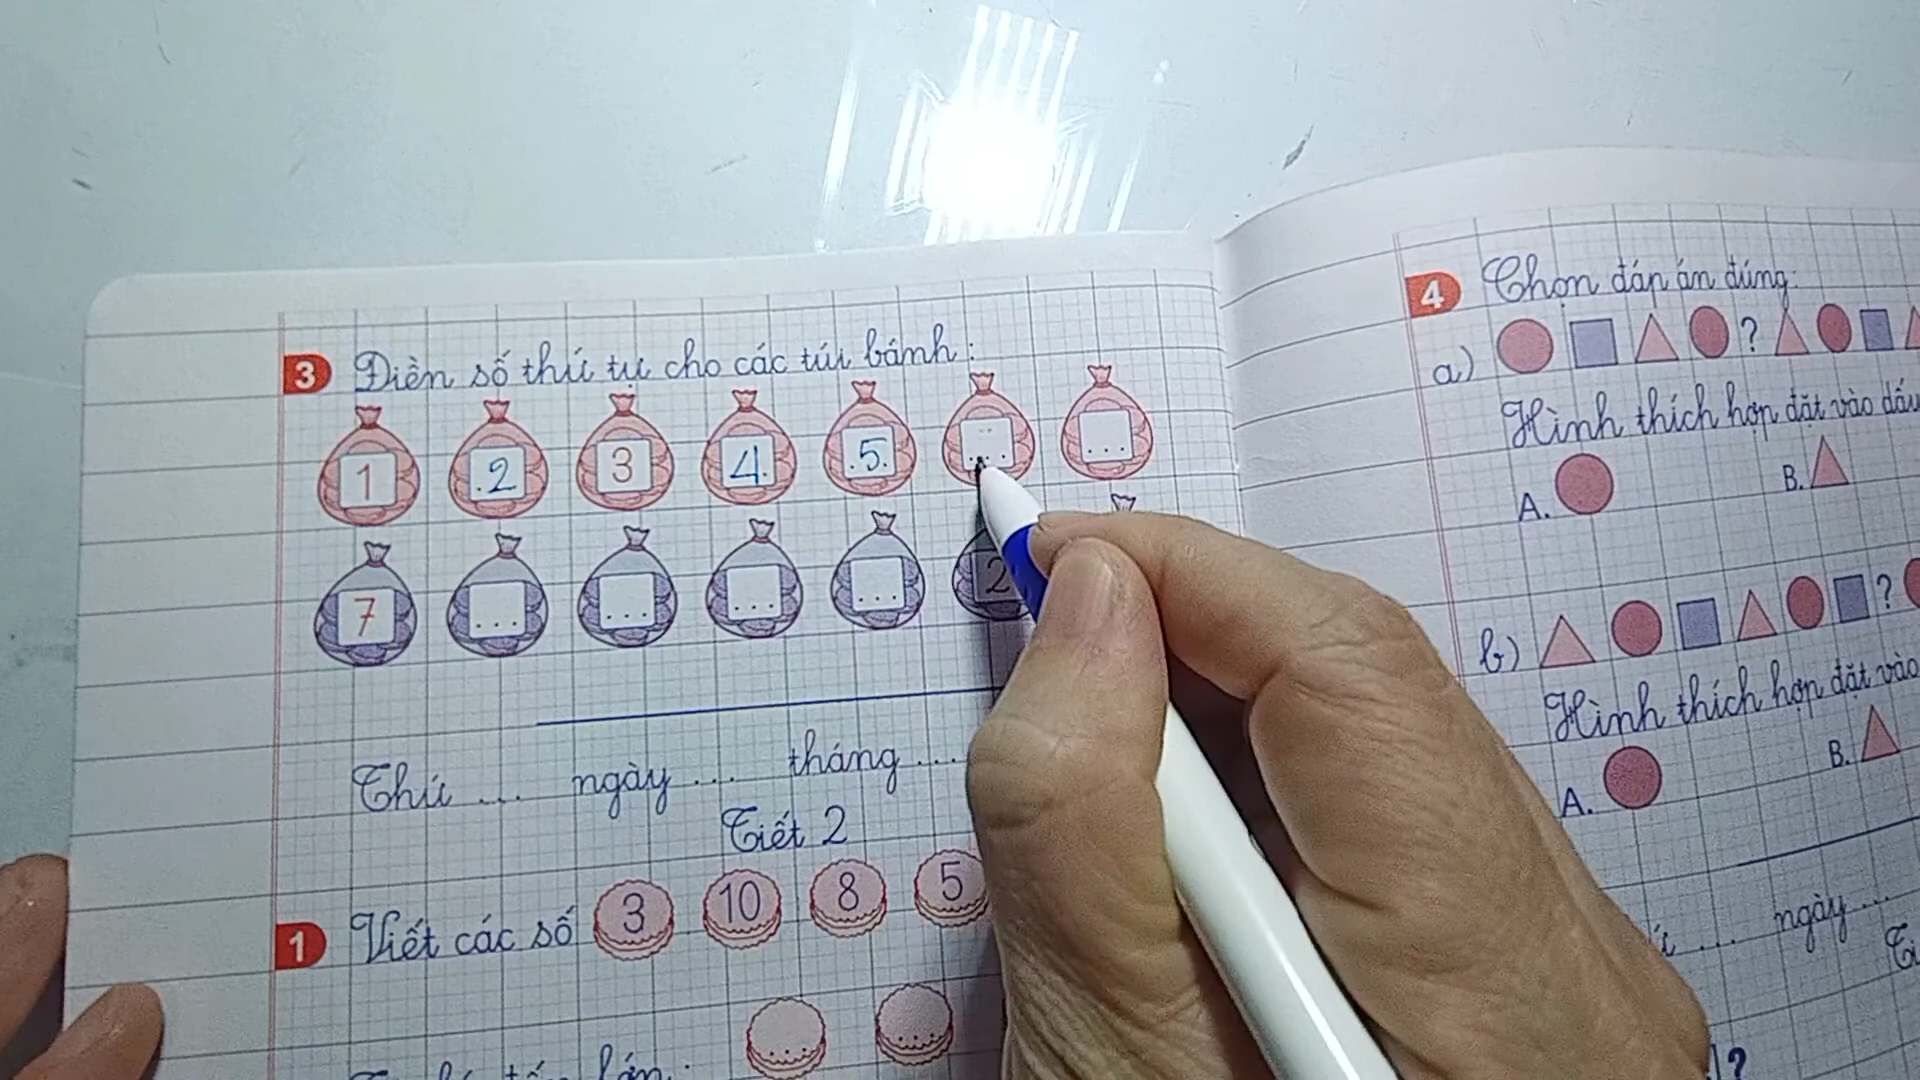 3 Điền số thứ tự cho các túi bánh:
1 .2 3 4. .5. ... ...
7 ... ... ... ... 2
Thứ ... ngày ... tháng ...
Tiết 2
1 Viết các số 3 10 8 5
.... ....
4 Chọn đáp án đúng:
a) ?
Hình thích hợp đặt vào dấu
A. B.
b) ?
Hình thích hợp đặt vào
A. B.
... ngày ...
?